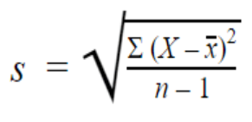 s = √(Σ (X – x̄)² / (n – 1))